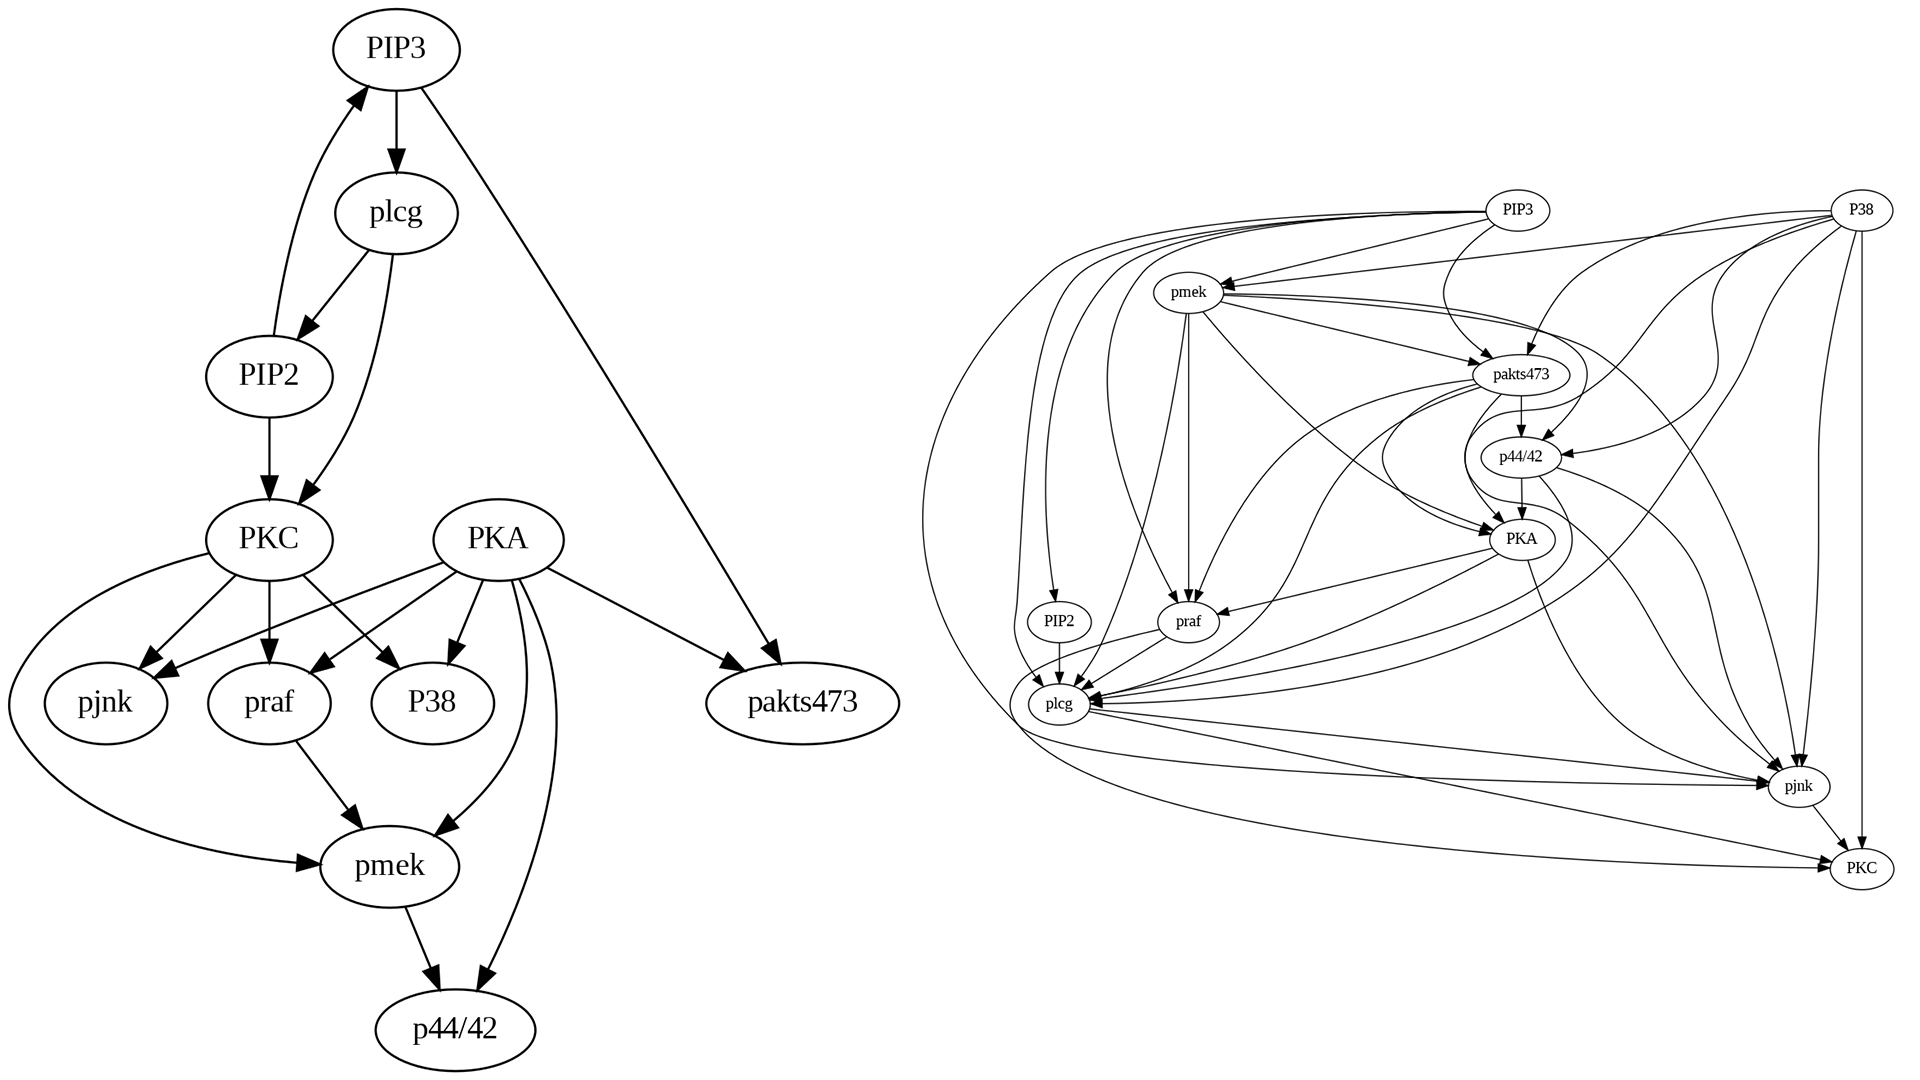 PIP3
plcg
PIP2
PKC
PKA
pjnk
praf
P38
pakts473
pmek
p44/42
PIP3
P38
pmek
pakts473
p44/42
PKA
PIP2
praf
plcg
pjnk
PKC